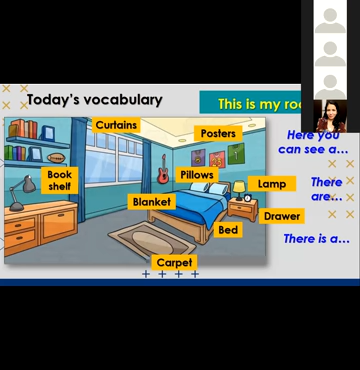 Today's vocabulary
This is my roo
Curtains
Posters
Here you
can see a...
Book
shelf
Pillows
Lamp
There
are...
Blanket
Drawer
Bed
There is a...
Carpet